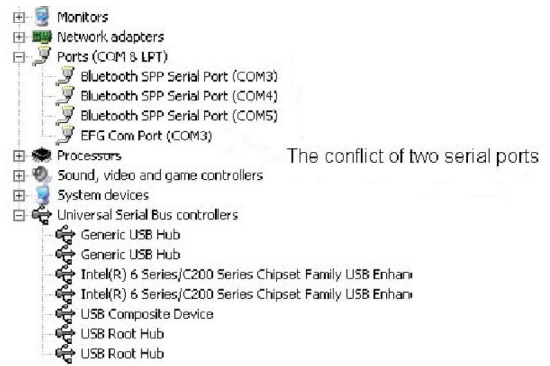 Monitors
Network adapters
Ports (COM & LPT)
Bluetooth SPP Serial Port (COM3)
Bluetooth SPP Serial Port (COM4)
Bluetooth SPP Serial Port (COM5)
EFG Com Port (COM3)
Processors
The conflict of two serial ports
Sound, video and game controllers
System devices
Universal Serial Bus controllers
Generic USB Hub
Generic USB Hub
Intel(R) 6 Series/C200 Series Chipset Family USB Enhan
Intel(R) 6 Series/C200 Series Chipset Family USB Enhan
USB Composite Device
USB Root Hub
USB Root Hub